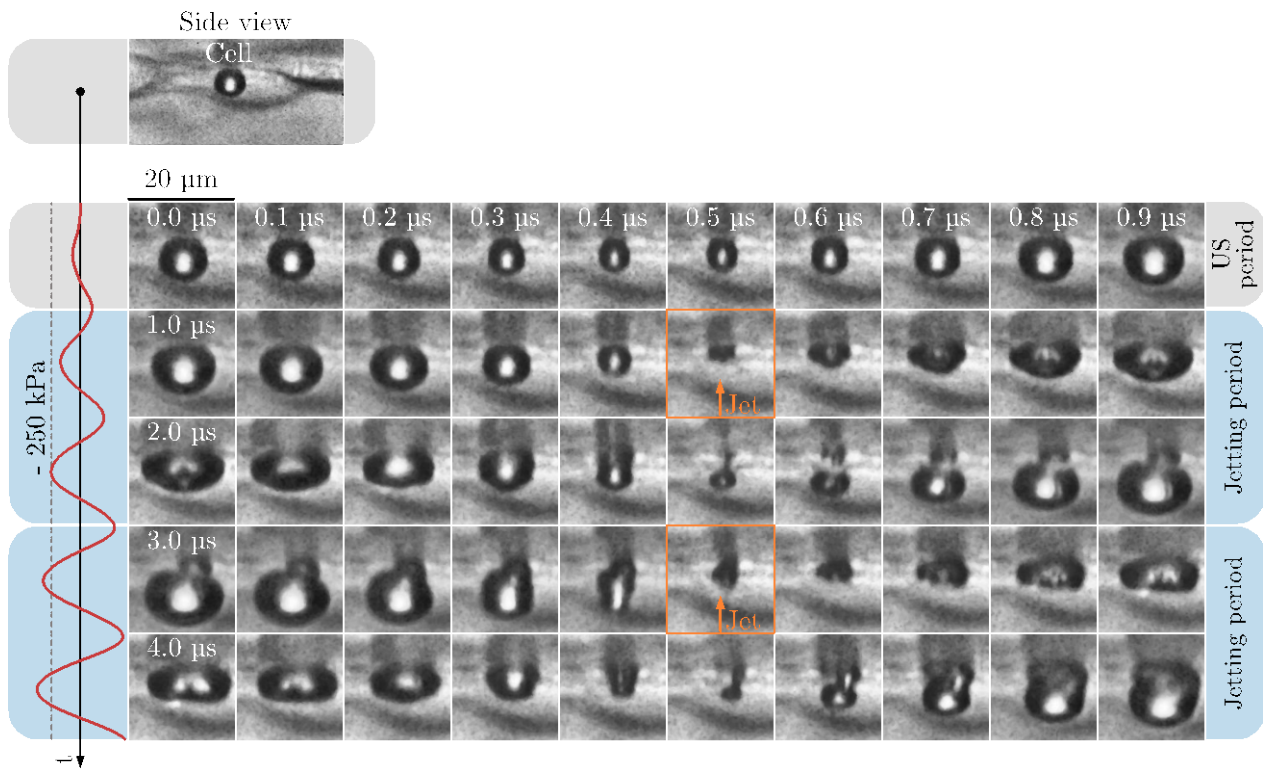 Side view
Cell
20 µm
0.0 µs 0.1 µs 0.2 µs 0.3 µs 0.4 µs 0.5 µs 0.6 µs 0.7 µs 0.8 µs 0.9 µs
US
period
1.0 µs
Jet
2.0 µs
Jetting period
- 250 kPa
3.0 µs
Jet
4.0 µs
Jetting period
t